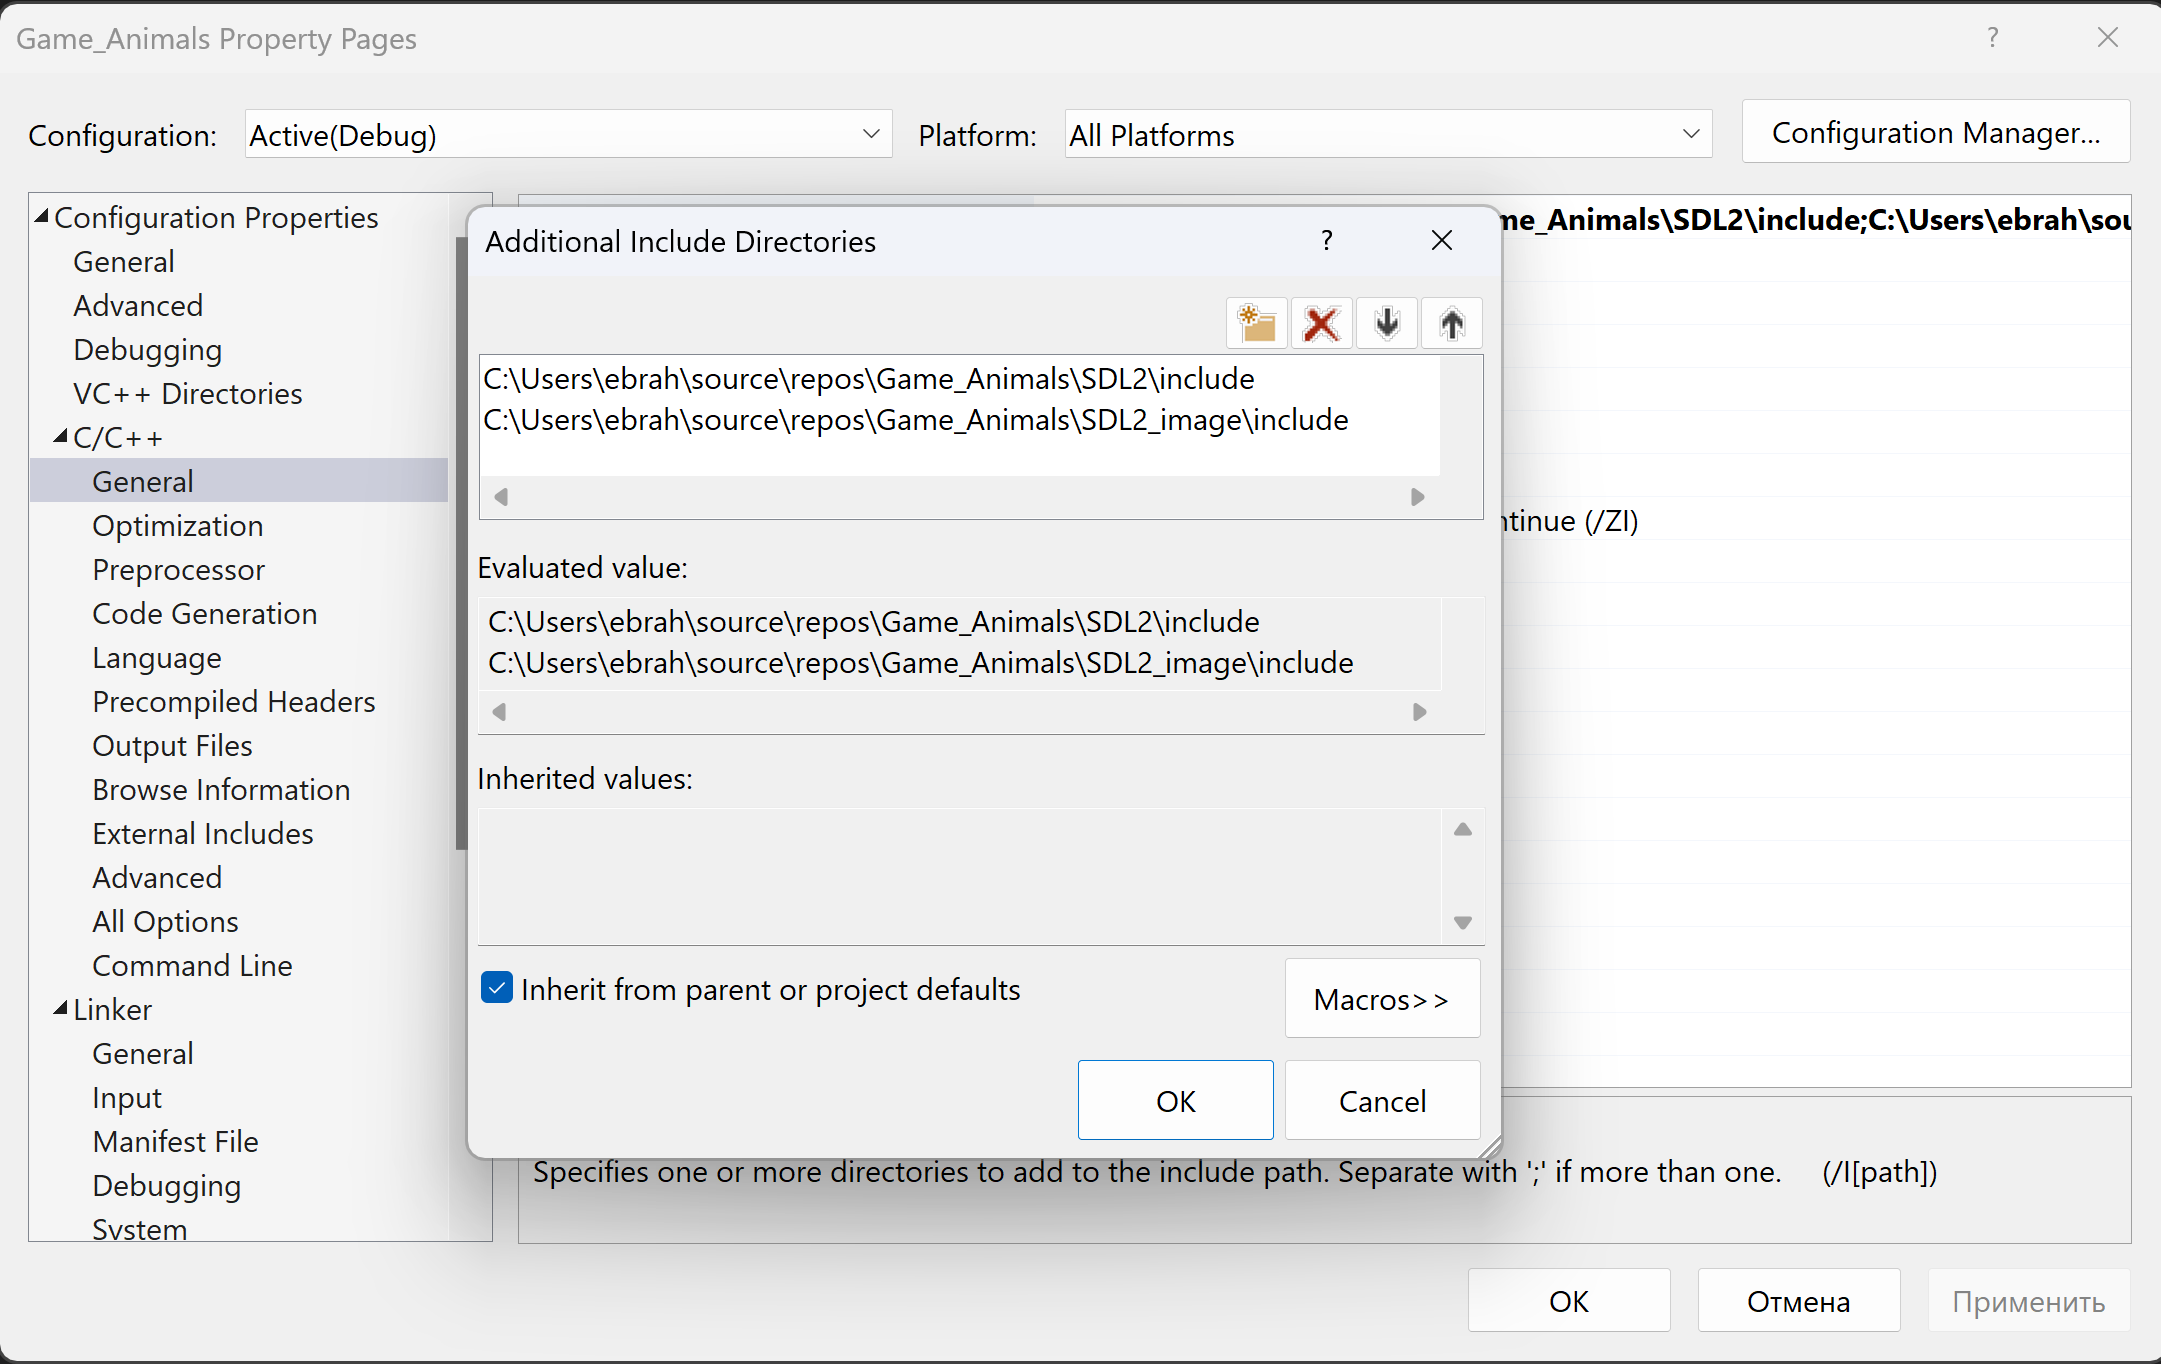 Game_Animals Property Pages
?
Configuration:
Active(Debug)
Platform:
All Platforms
Configuration Manager...
Configuration Properties
General
Advanced
Debugging
VC++ Directories
C/C++
General
Optimization
Preprocessor
Code Generation
Language
Precompiled Headers
Output Files
Browse Information
External Includes
Advanced
All Options
Command Line
Linker
General
Input
Manifest File
Debugging
System
me_Animals\SDL2\include;C:\Users\ebrah\sou
ntinue (/ZI)
Additional Include Directories
?
C:\Users\ebrah\source\repos\Game_Animals\SDL2\include
C:\Users\ebrah\source\repos\Game_Animals\SDL2_image\include
Evaluated value:
C:\Users\ebrah\source\repos\Game_Animals\SDL2\include
C:\Users\ebrah\source\repos\Game_Animals\SDL2_image\include
Inherited values:
Inherit from parent or project defaults
Macros>>
OK
Cancel
Specifies one or more directories to add to the include path. Separate with ';' if more than one. (/I[path])
OK
Отмена
Применить